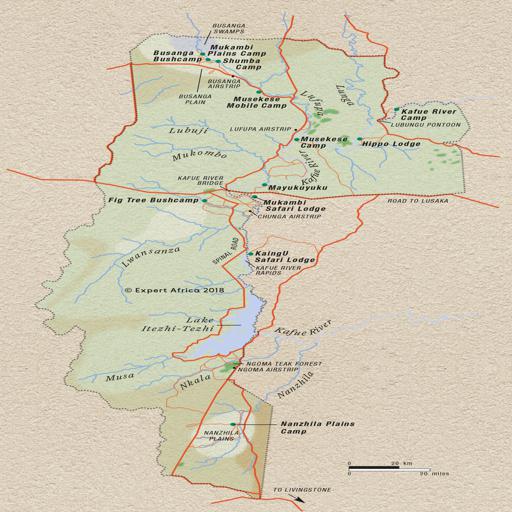 BUSANGA
SWAMPS
Mukambi
Plains Camp
Busanga
Bushcamp
Shumba
Camp
BUSANGA
AIRSTRIP
BUSANGA
PLAIN
Musekese
Mobile Camp
Lufupa
Lunga
Kafue River
Camp
LUBUNGU PONTOON
Lubuji
LUFUPA AIRSTRIP
Musekese
Camp
Hippo Lodge
Mukombo
Kafue River
KAFUE RIVER
BRIDGE
Mayukuyuku
Fig Tree Bushcamp
Mukambi
Safari Lodge
ROAD TO LUSAKA
CHUNGA AIRSTRIP
SPINAL ROAD
Lwansanza
KaingU
Safari Lodge
KAFUE RIVER
RAPIDS
© Expert Africa 2018
Lake
Itezhi-Tezhi
Kafue River
NGOMA TEAK FOREST
NGOMA AIRSTRIP
Musa
Nkala
Nanzhila
Nanzhila Plains
Camp
NANZHILA
PLAINS
0 20 km
0 20 miles
TO LIVINGSTONE